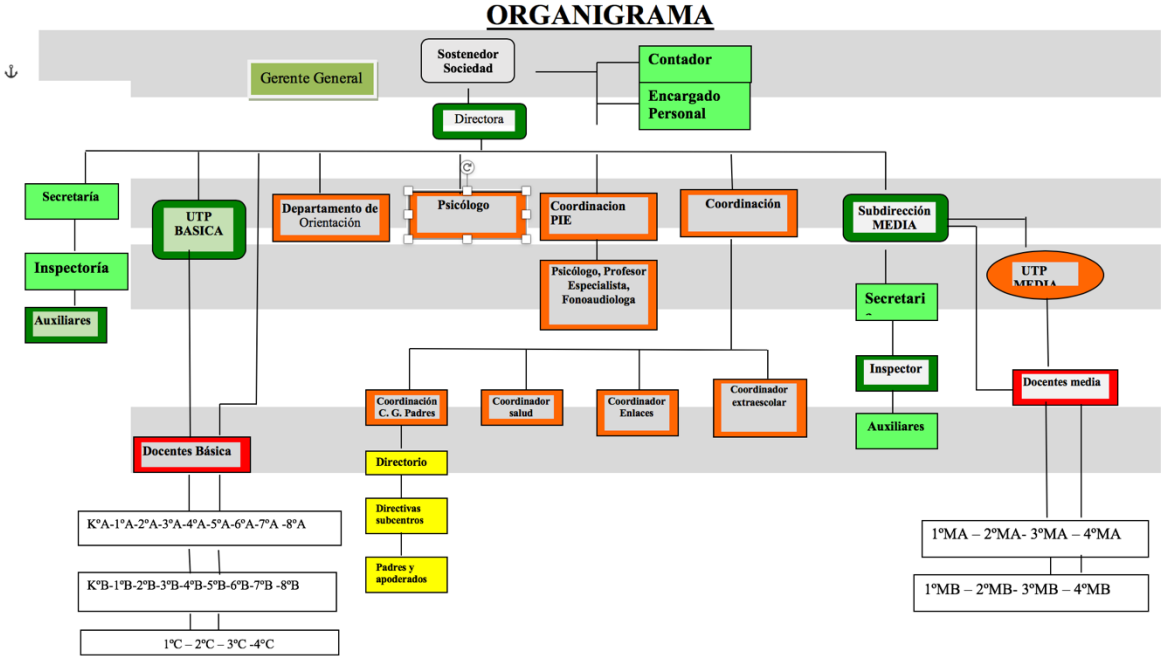 ORGANIGRAMA
Sostenedor
Sociedad
Contador
Gerente General
Encargado
Personal
Directora
Secretaría
UTP
BASICA
Departamento de
Orientación
Psicólogo
Coordinacion
PIE
Coordinación
Subdirección
MEDIA
Inspectoría
Psicólogo, Profesor
Especialista,
Fonoaudiologa
UTP
MEDIA
Auxiliares
Secretari
Inspector
Docentes media
Coordinación
C. G. Padres
Coordinador
salud
Coordinador
Enlaces
Coordinador
extraescolar
Auxiliares
Docentes Básica
Directorio
Directivas
subcentros
Padres y
apoderados
KºA-1ºA-2ºA-3ºA-4ºA-5ºA-6ºA-7ºA -8ºA
KºB-1ºB-2ºB-3ºB-4ºB-5ºB-6ºB-7ºB -8ºB
1ºC – 2ºC – 3ºC -4°C
1ºMA – 2ºMA- 3ºMA – 4ºMA
1ºMB – 2ºMB- 3ºMB – 4ºMB